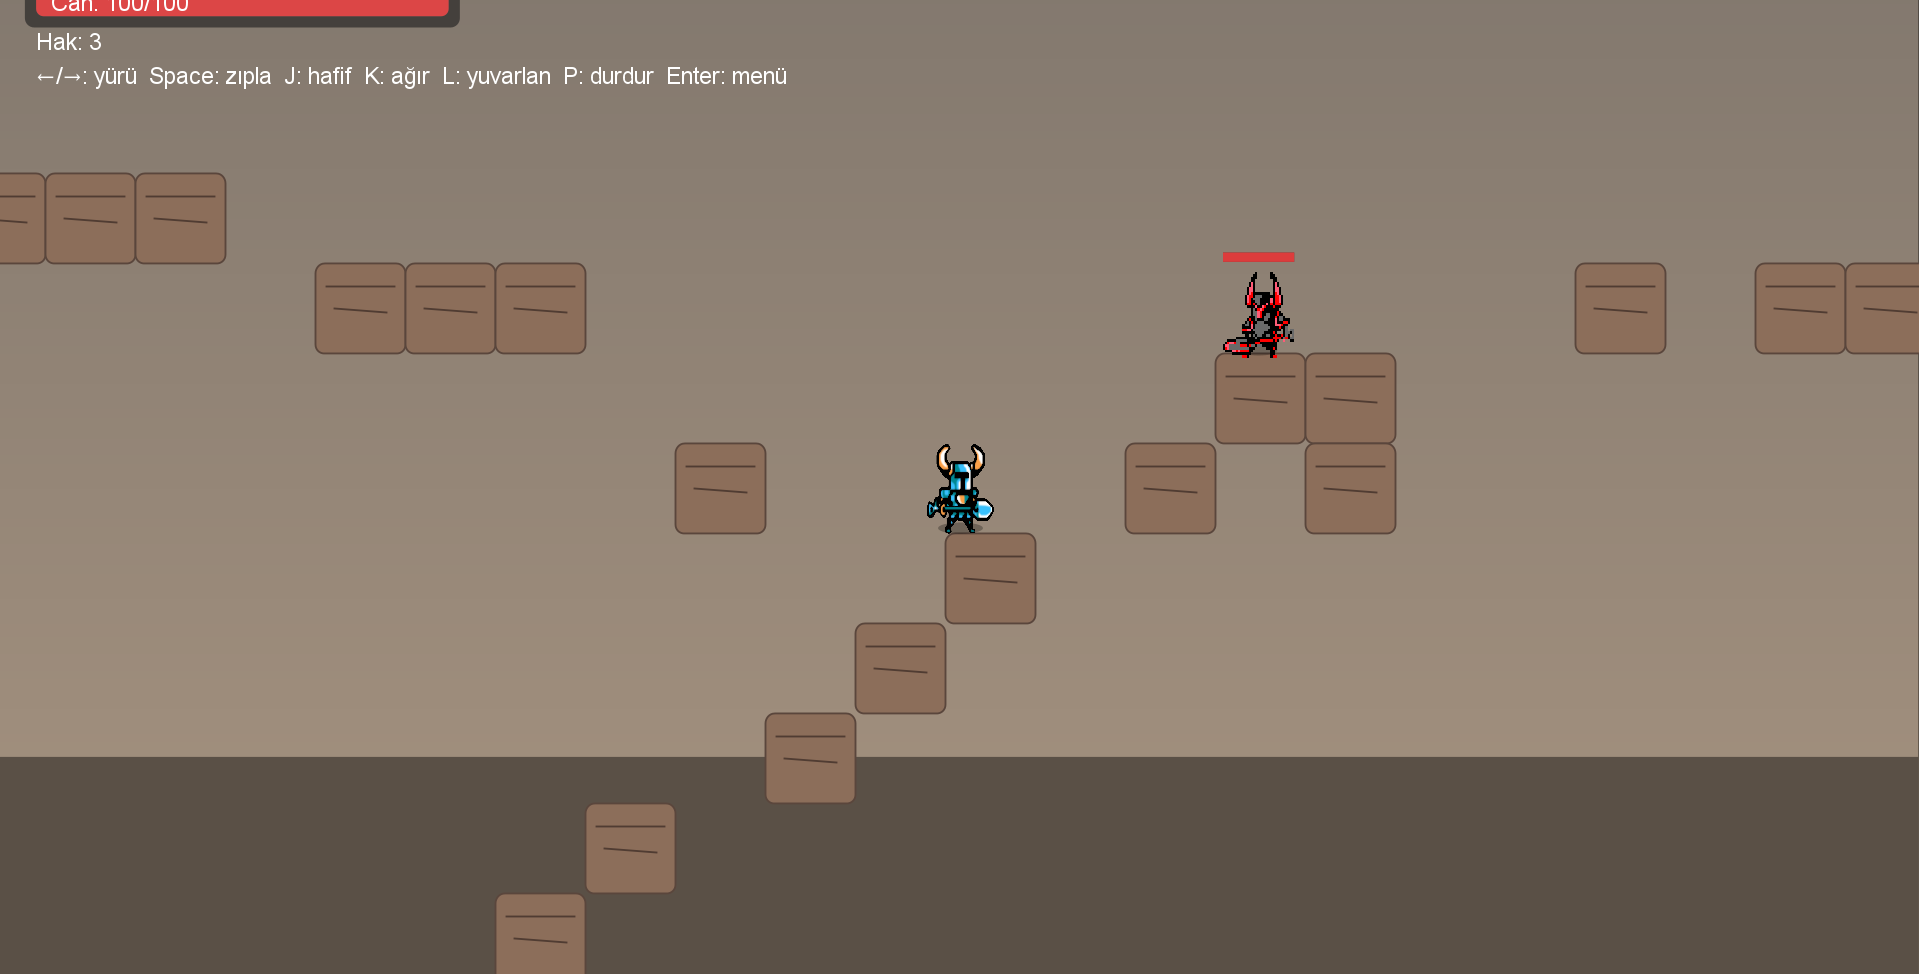 Can: 100/100
Hak: 3
←/→: yürü  Space: zıpla  J: hafif  K: ağır  L: yuvarlan  P: durdur  Enter: menü